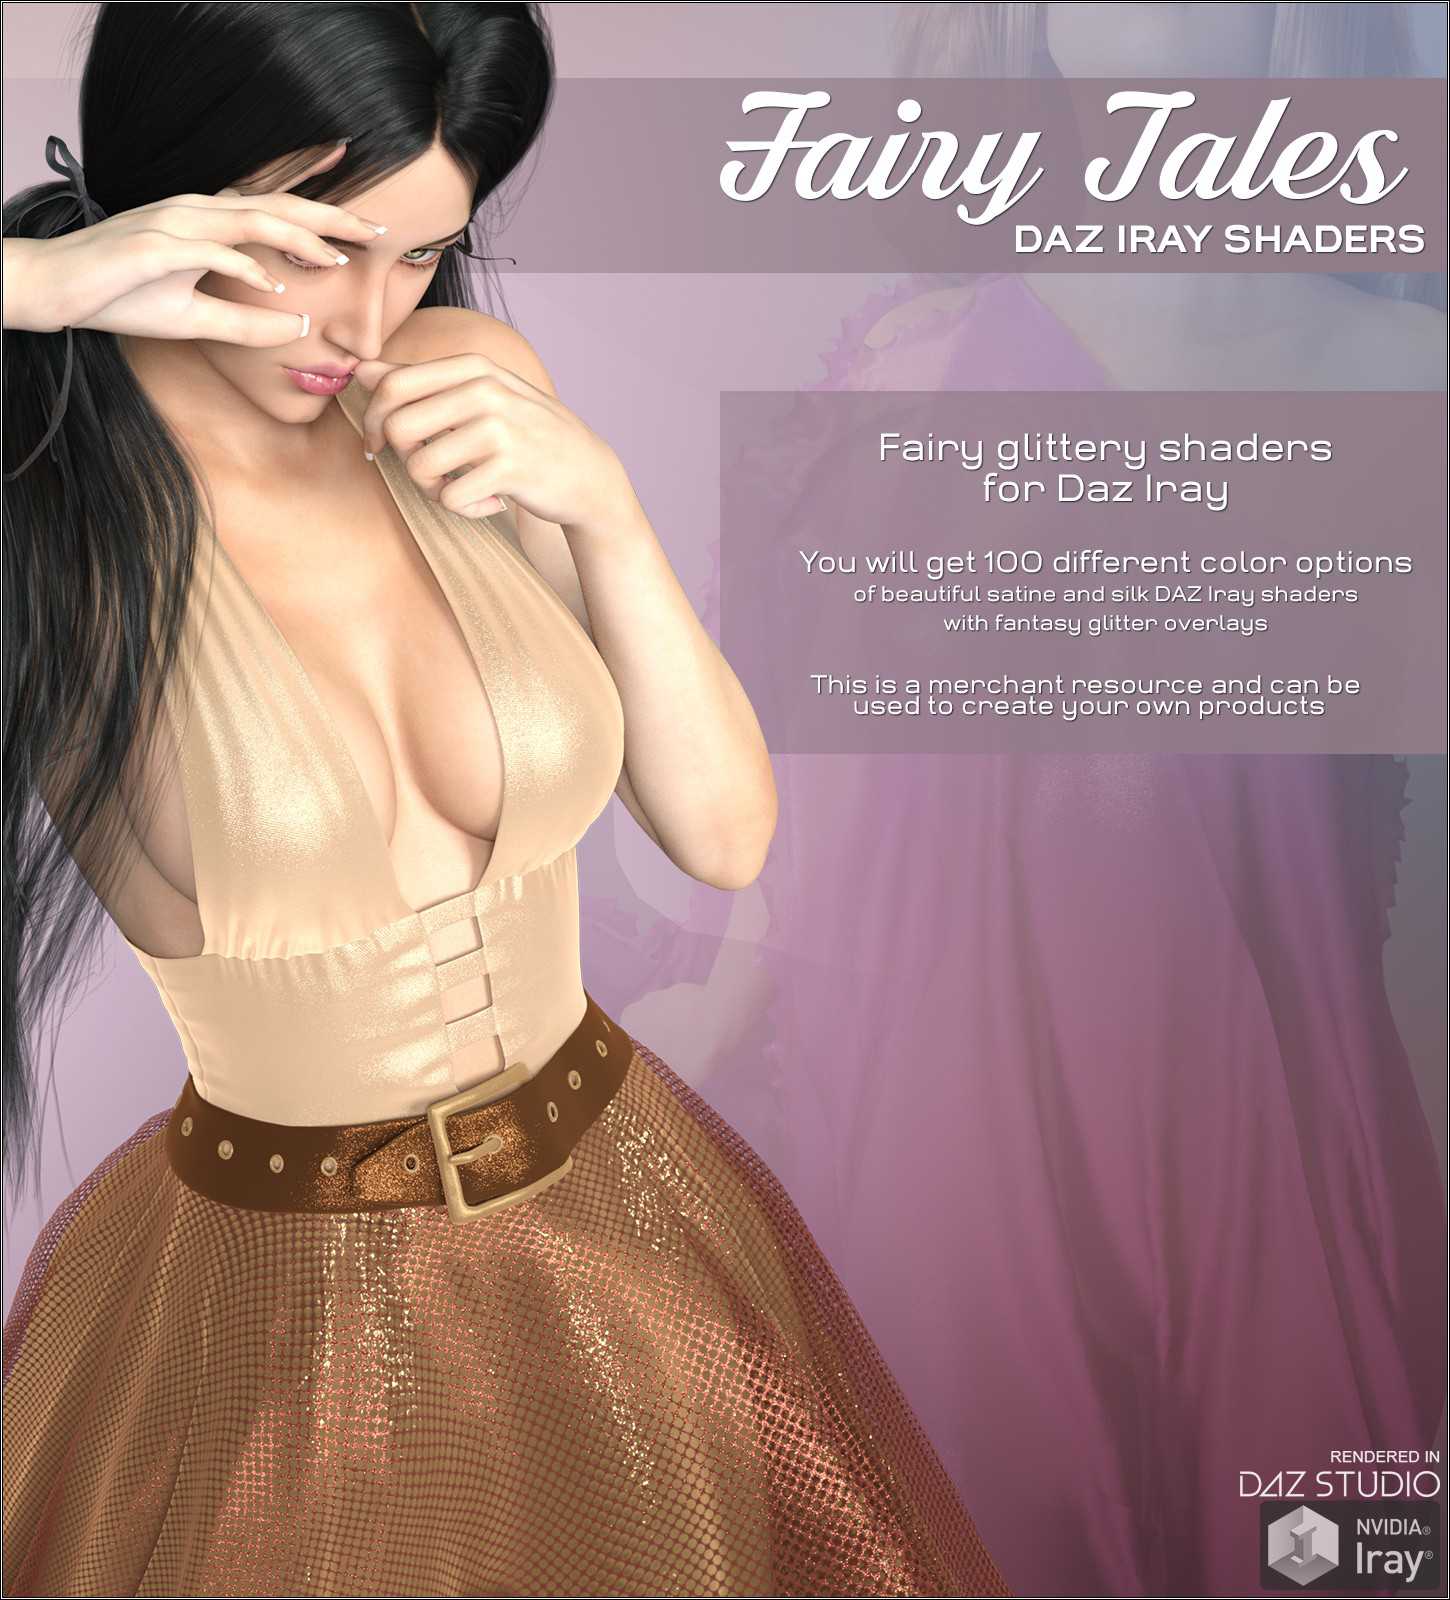 Fairy Tales
DAZ IRAY SHADERS
Fairy glittery shaders
for Daz Iray
You will get 100 different color options
of beautiful satine and silk DAZ Iray shaders
with fantasy glitter overlays
This is a merchant resource and can be
used to create your own products
RENDERED IN
DAZ STUDIO
NVIDIA®
Iray®